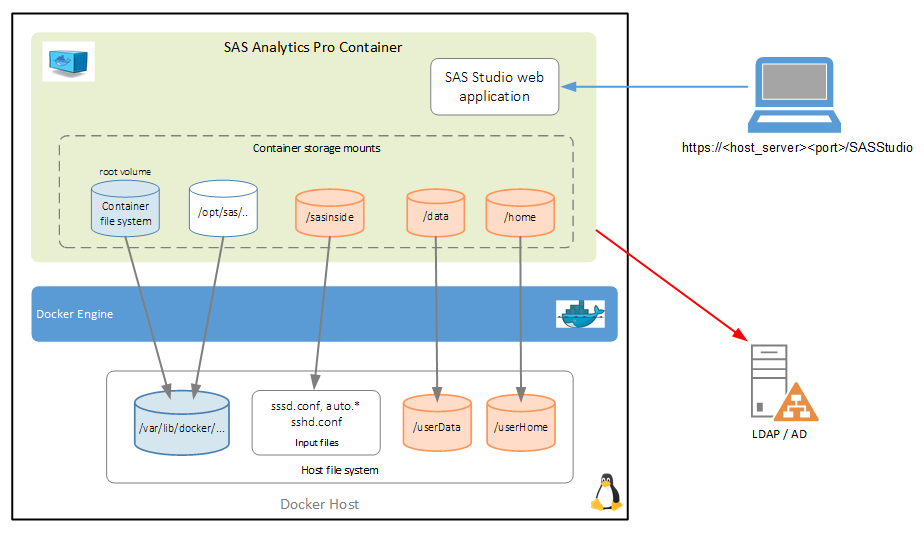 SAS Analytics Pro Container
SAS Studio web
application
https://<host_server><port>/SASStudio
Container storage mounts
root volume
Container
file system
/opt/sas/..
/sasinside
/data
/home
Docker Engine
/var/lib/docker/...
sssd.conf, auto.*
sshd.conf
Input files
/userData
/userHome
Host file system
Docker Host
LDAP / AD